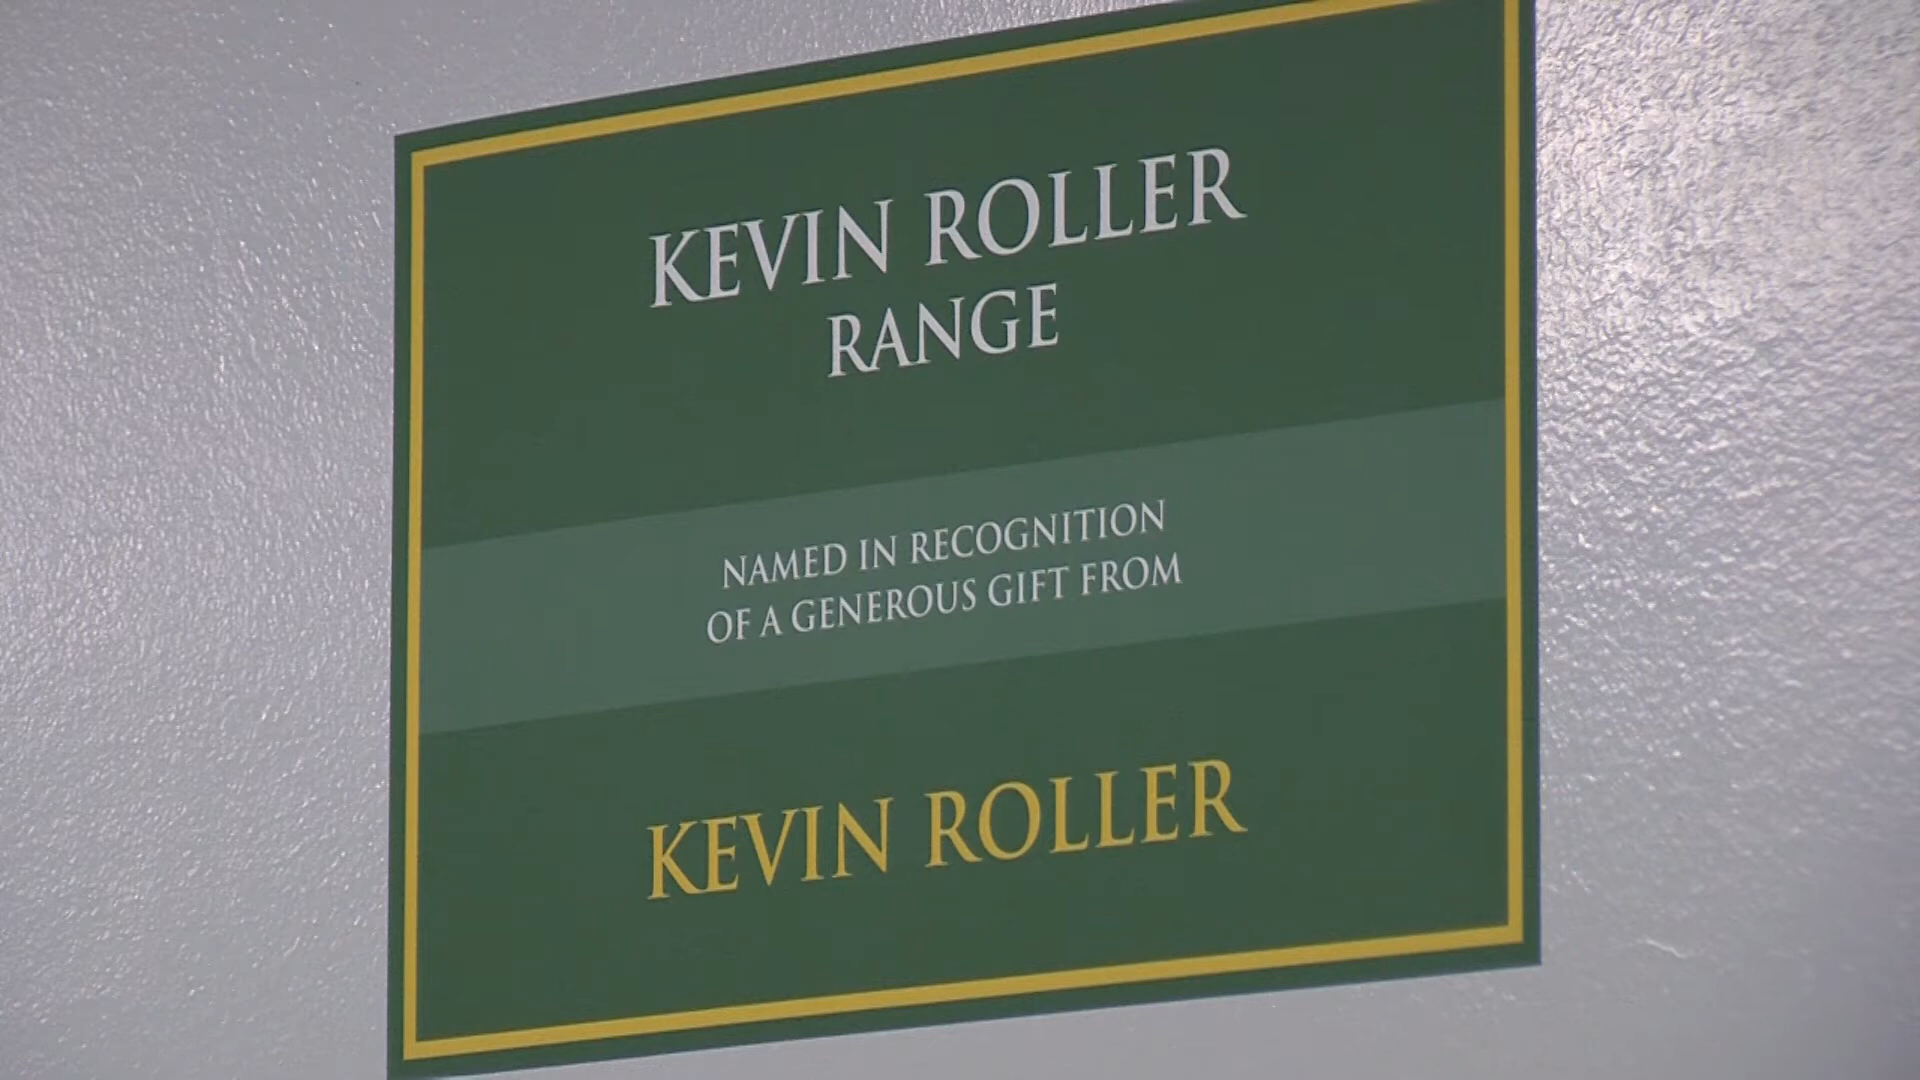 KEVIN ROLLER
RANGE
NAMED IN RECOGNITION
OF A GENEROUS GIFT FROM
KEVIN ROLLER